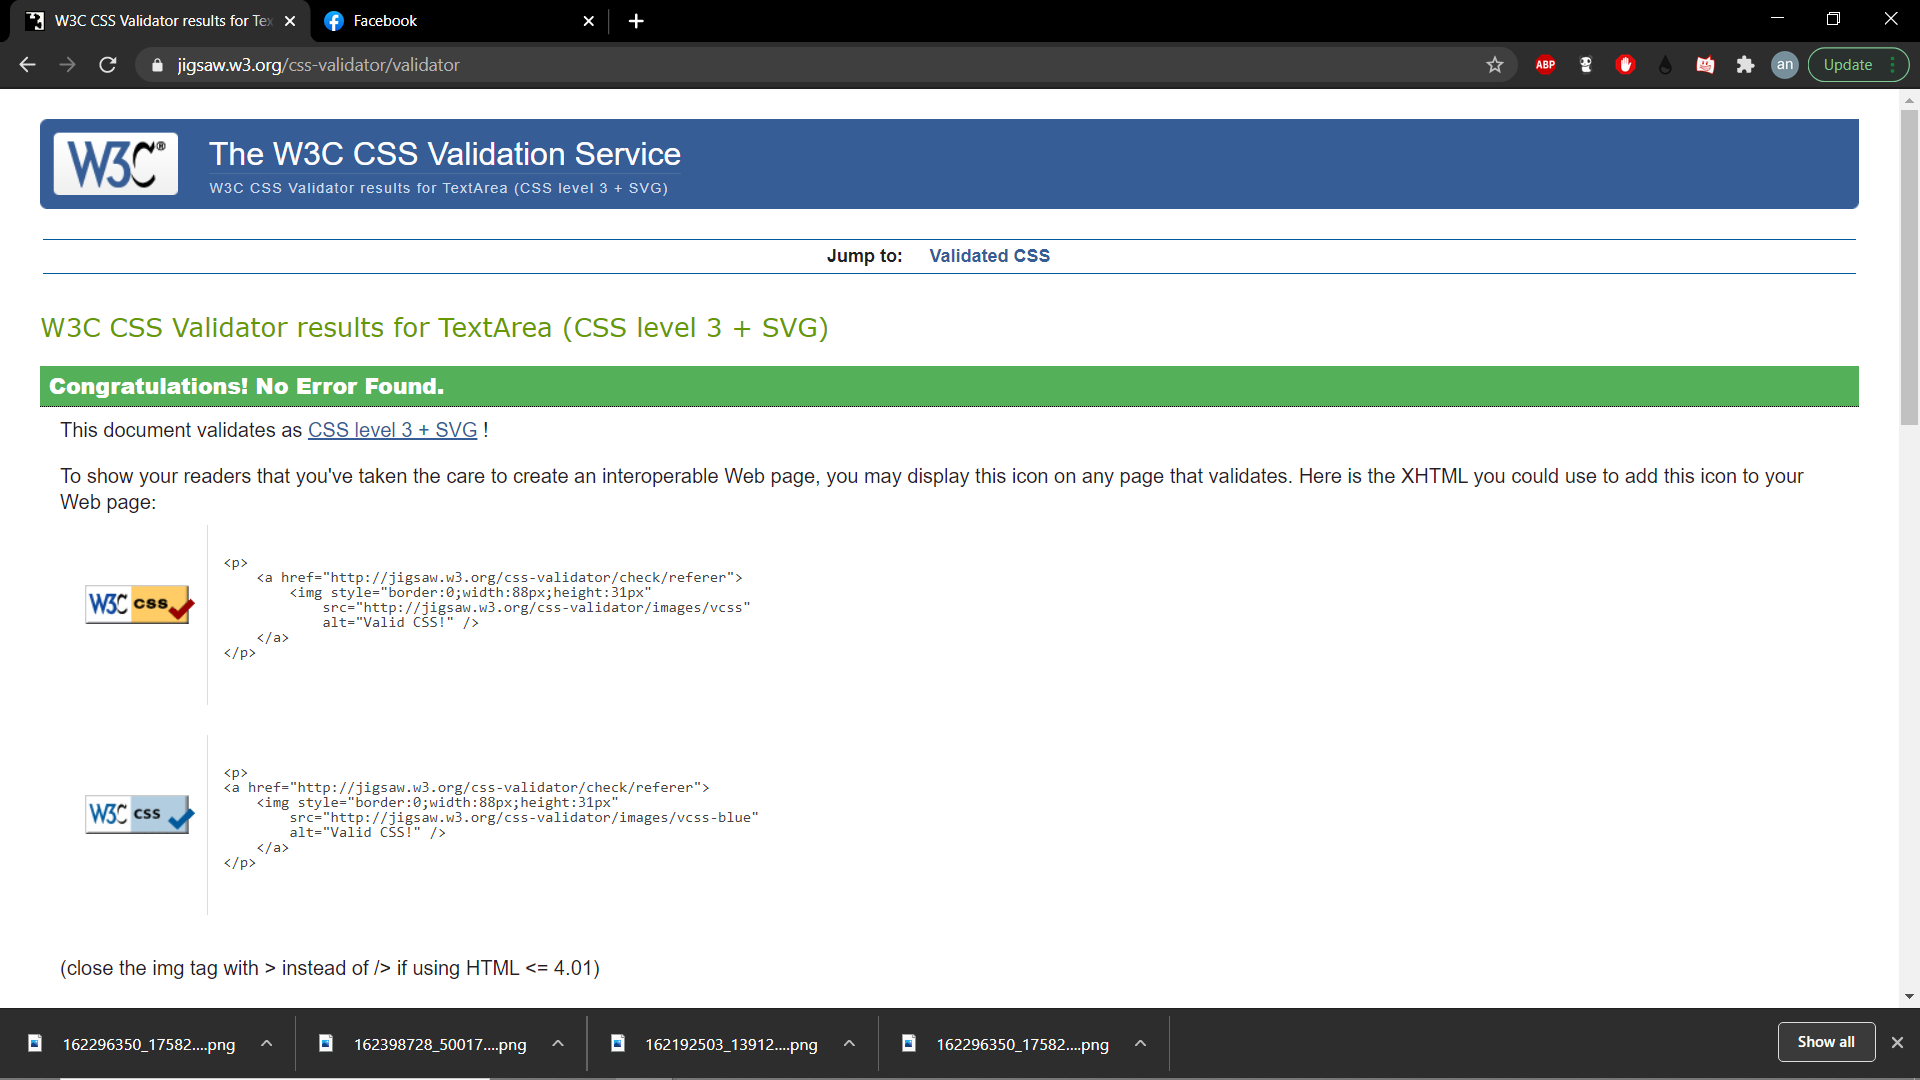 W3C CSS Validator results for Tex
Facebook
jigsaw.w3.org/css-validator/validator
ABP
an
Update
W3C®
The W3C CSS Validation Service
W3C CSS Validator results for TextArea (CSS level 3 + SVG)
Jump to: Validated CSS
W3C CSS Validator results for TextArea (CSS level 3 + SVG)
Congratulations! No Error Found.
This document validates as CSS level 3 + SVG !
To show your readers that you've taken the care to create an interoperable Web page, you may display this icon on any page that validates. Here is the XHTML you could use to add this icon to your
Web page:
W3C css
<p>
<a href="http://jigsaw.w3.org/css-validator/check/referer">
<img style="border:0;width:88px;height:31px"
src="http://jigsaw.w3.org/css-validator/images/vcss"
alt="Valid CSS!" />
</a>
</p>
W3C css
<p>
<a href="http://jigsaw.w3.org/css-validator/check/referer">
<img style="border:0;width:88px;height:31px"
src="http://jigsaw.w3.org/css-validator/images/vcss-blue"
alt="Valid CSS!" />
</a>
</p>
(close the img tag with > instead of /> if using HTML <= 4.01)
162296350_17582....png
162398728_50017....png
162192503_13912....png
162296350_17582....png
Show all